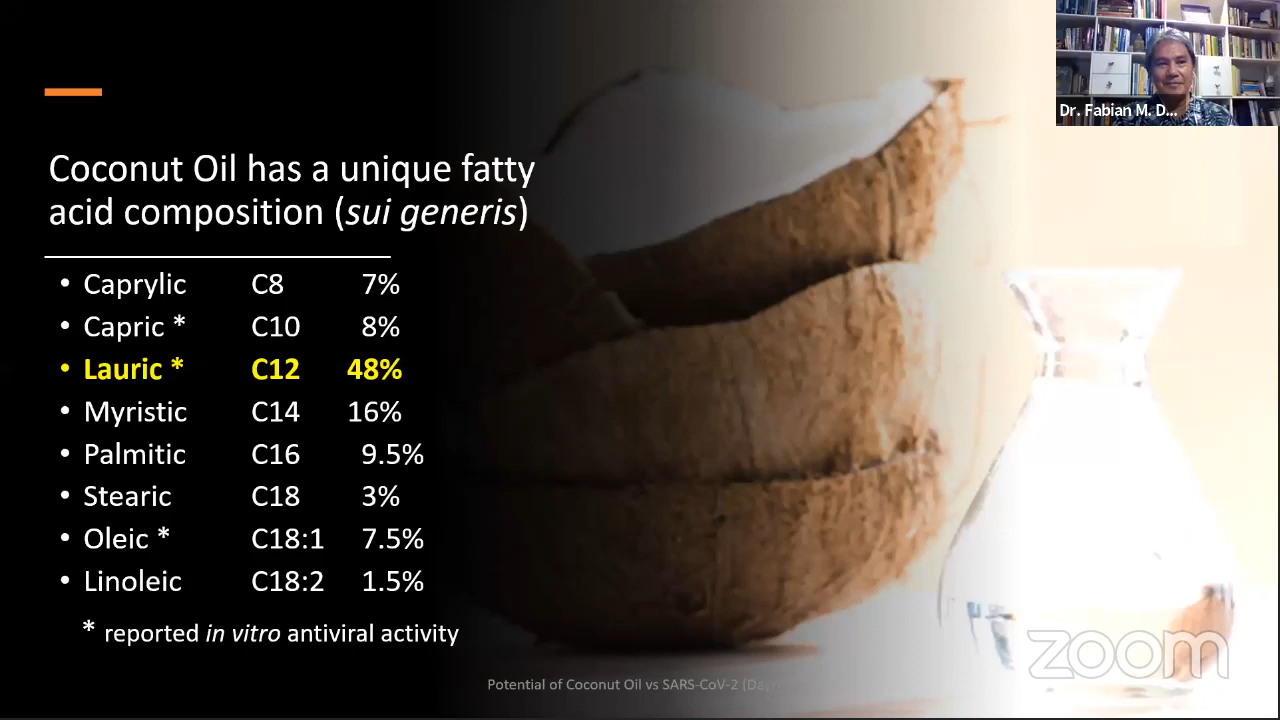 Dr. Fabian M. D...
Coconut Oil has a unique fatty
acid composition (sui generis)
• Caprylic C8 7%
• Capric * C10 8%
• Lauric * C12 48%
• Myristic C14 16%
• Palmitic C16 9.5%
• Stearic C18 3%
• Oleic * C18:1 7.5%
• Linoleic C18:2 1.5%
* reported in vitro antiviral activity
Potential of Coconut Oil vs SARS-CoV-2
zoom